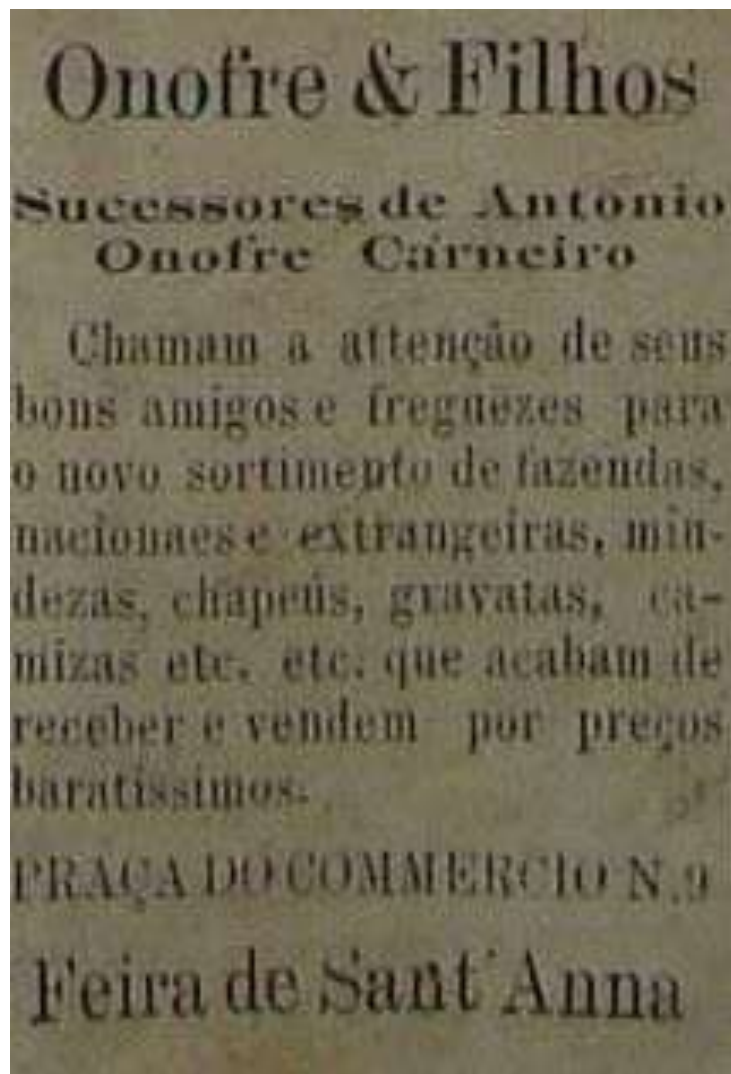 Onofre & Filhos
Sucessores de Antonio
Onofre Carneiro
Chamam a attenção de seus
bons amigos e freguezes para
o novo sortimento de fazendas,
nacionaes e extrangeiras, miu-
dezas, chapeus, gravatas, ca-
mizas etc. etc. que acabam de
receber e vendem por preços
baratissimos.
PRAÇA DO COMMERCIO N. 9
Feira de Sant'Anna